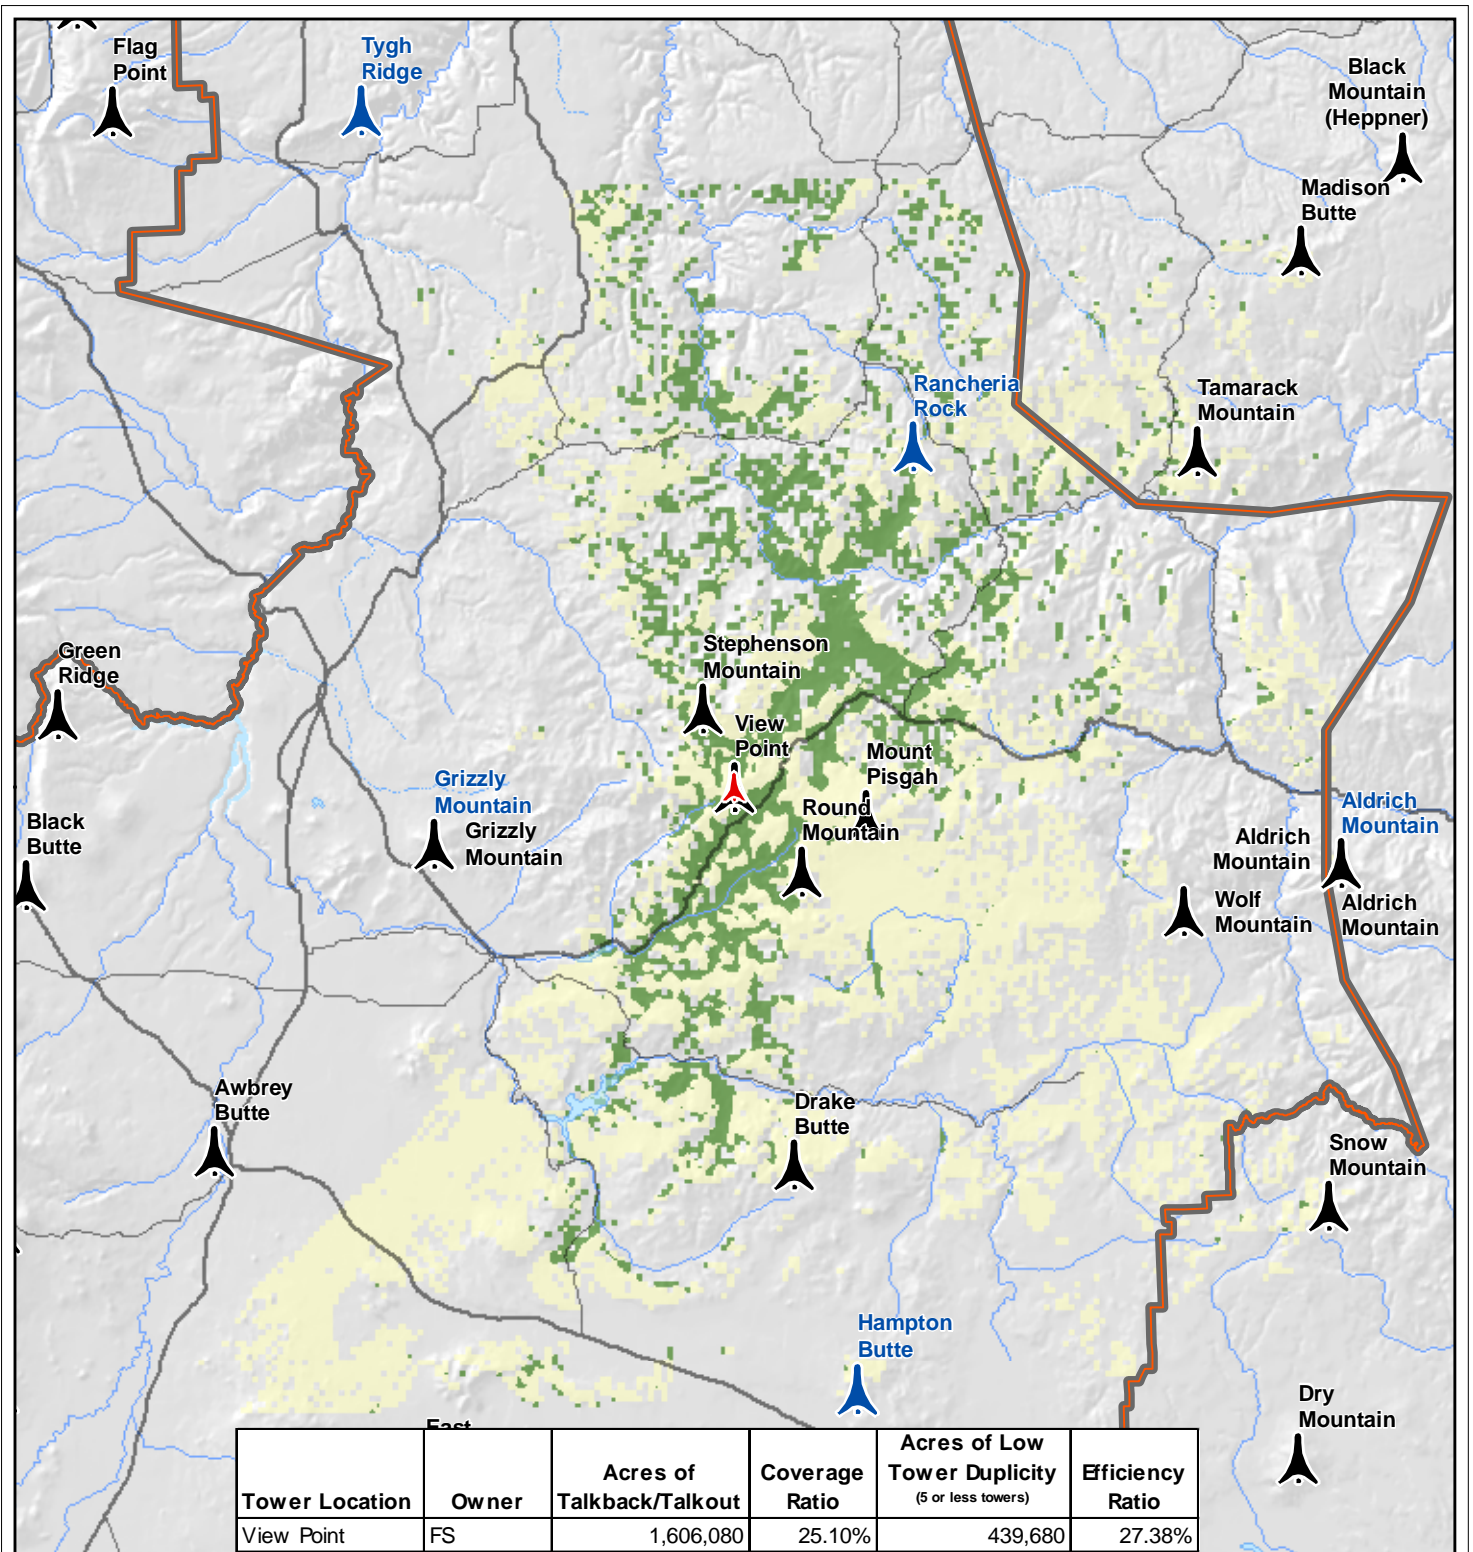 Flag
Point
Tygh
Ridge
Black
Mountain
(Heppner)
Madison
Butte
Rancheria
Rock
Tamarack
Mountain
Green
Ridge
Stephenson
Mountain
View
Point
Mount
Pisgah
Grizzly
Mountain
Grizzly
Mountain
Round
Mountain
Black
Butte
Aldrich
Mountain
Aldrich
Mountain
Wolf
Mountain
Aldrich
Mountain
Awbrey
Butte
Drake
Butte
Snow
Mountain
Hampton
Butte
Dry
Mountain
East
Tower Location Owner Acres of Talkback/Talkout Coverage Ratio Acres of Low Tower Duplicity (5 or less towers) Efficiency Ratio
View Point FS 1,606,080 25.10% 439,680 27.38%